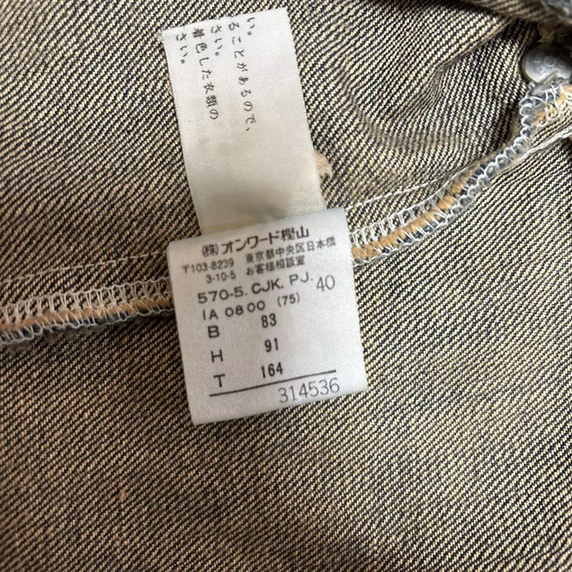 い。
ることがあるので、
さい。
着色した衣類の
さい。
(株)オンワード樫山
〒103-8239 東京都中央区日本橋
3-10-5 お客様相談室
570-5. CJK. PJ. 40
IA 0800 (75)
B 83
H 91
T 164
314536